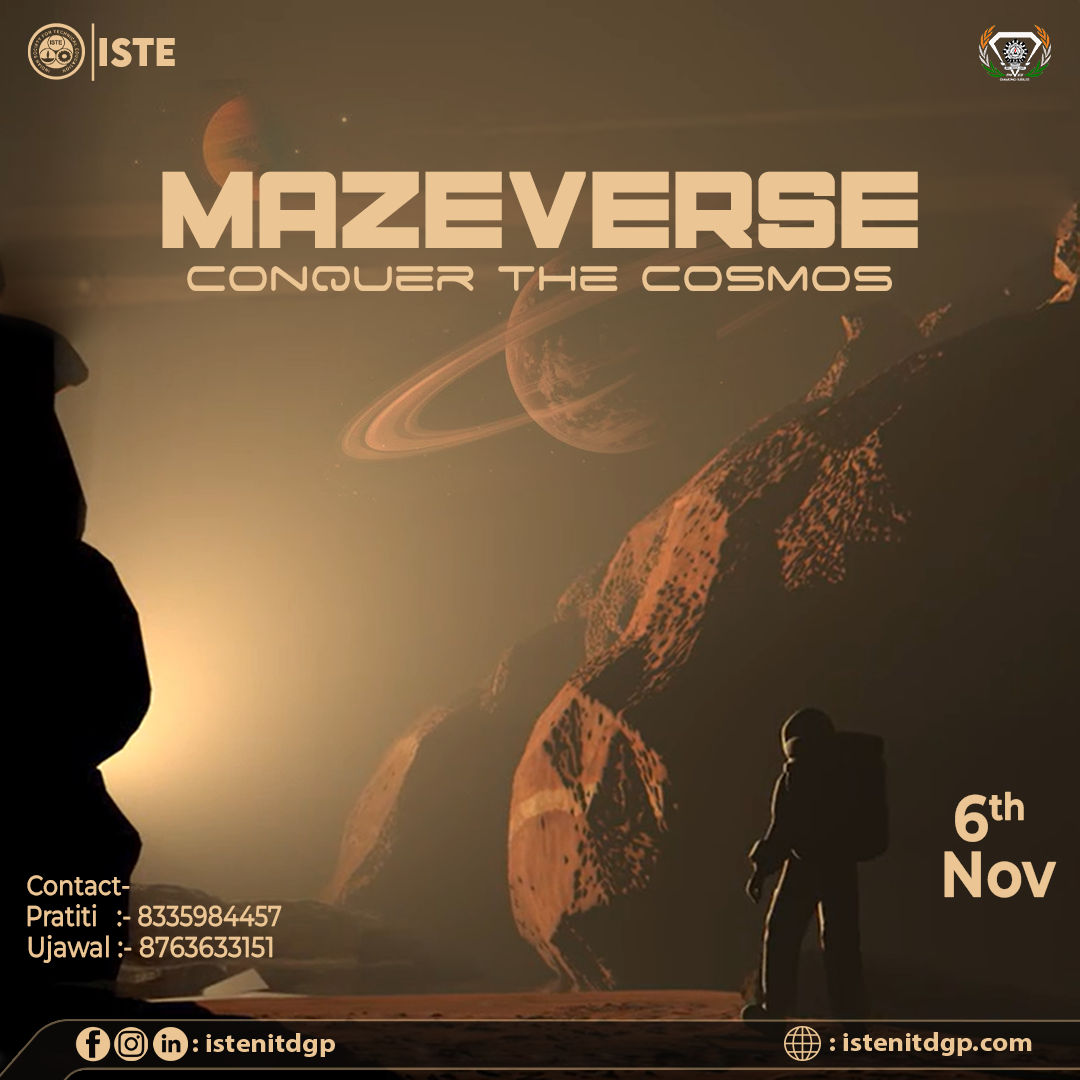 ISTE
MAZEVERSE
CONQUER THE COSMOS
6th
Nov
Contact-
Pratiti :- 8335984457
Ujawal :- 8763633151
: istenitdgp
: istenitdgp.com